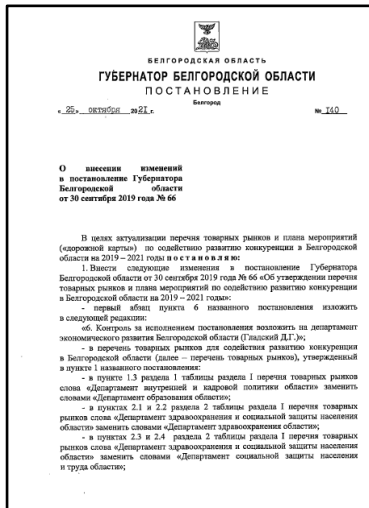 БЕЛГОРОДСКАЯ ОБЛАСТЬ
ГУБЕРНАТОР БЕЛГОРОДСКОЙ ОБЛАСТИ
ПОСТАНОВЛЕНИЕ
Белгород
« 25 » октября 2021 г. № 140
О внесении изменений
в постановление Губернатора
Белгородской области
от 30 сентября 2019 года № 66
В целях актуализации перечня товарных рынков и плана мероприятий
(«дорожной карты») по содействию развитию конкуренции в Белгородской
области на 2019 – 2021 годы п о с т а н о в л я ю:
1. Внести следующие изменения в постановление Губернатора
Белгородской области от 30 сентября 2019 года № 66 «Об утверждении перечня
товарных рынков и плана мероприятий по содействию развитию конкуренции
в Белгородской области на 2019 – 2021 годы»:
- первый абзац пункта 6 названного постановления изложить
в следующей редакции:
«6. Контроль за исполнением постановления возложить на департамент
экономического развития Белгородской области (Гладский Д.Г.)»;
- в перечень товарных рынков для содействия развитию конкуренции
в Белгородской области (далее – перечень товарных рынков), утвержденный
в пункте 1 названного постановления:
- в пункте 1.3 раздела 1 таблицы раздела I перечня товарных рынков
слова «Департамент внутренней и кадровой политики области» заменить
словами «Департамент образования области»;
- в пунктах 2.1 и 2.2 раздела 2 таблицы раздела I перечня товарных
рынков слова «Департамент здравоохранения и социальной защиты населения
области» заменить словами «Департамент здравоохранения области»;
- в пунктах 2.3 и 2.4 раздела 2 таблицы раздела I перечня товарных
рынков слова «Департамент здравоохранения и социальной защиты населения
области» заменить словами «Департамент социальной защиты населения
и труда области»;